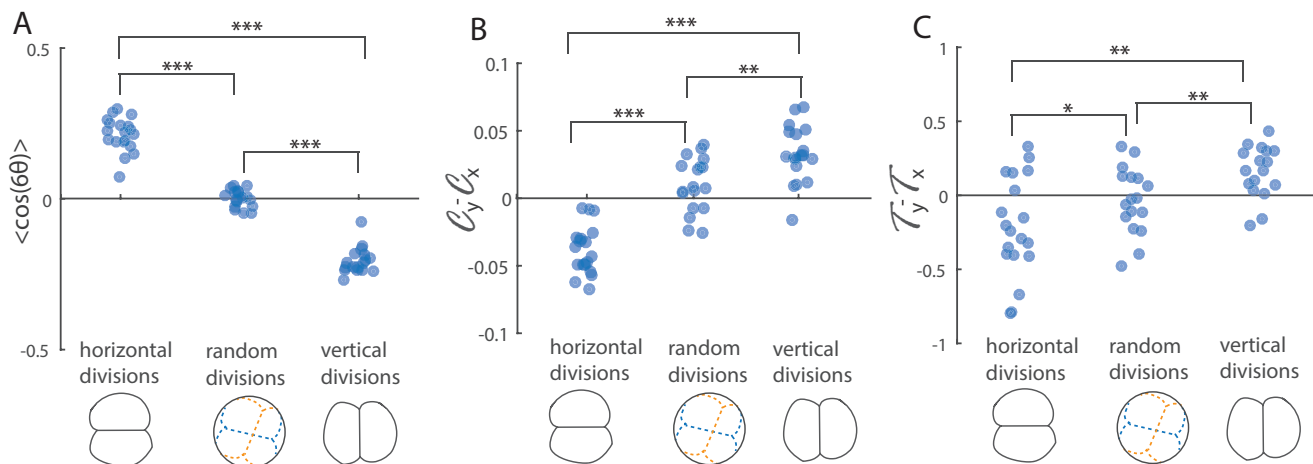 A
0.5
0
-0.5
<cos(6θ)>
***
***
***
horizontal
divisions
random
divisions
vertical
divisions
B
0.1
0.05
0
-0.05
-0.1
𝒞y-𝒞x
***
**
***
horizontal
divisions
random
divisions
vertical
divisions
C
1
0.5
0
-0.5
-1
𝒯y-𝒯x
**
**
*
horizontal
divisions
random
divisions
vertical
divisions